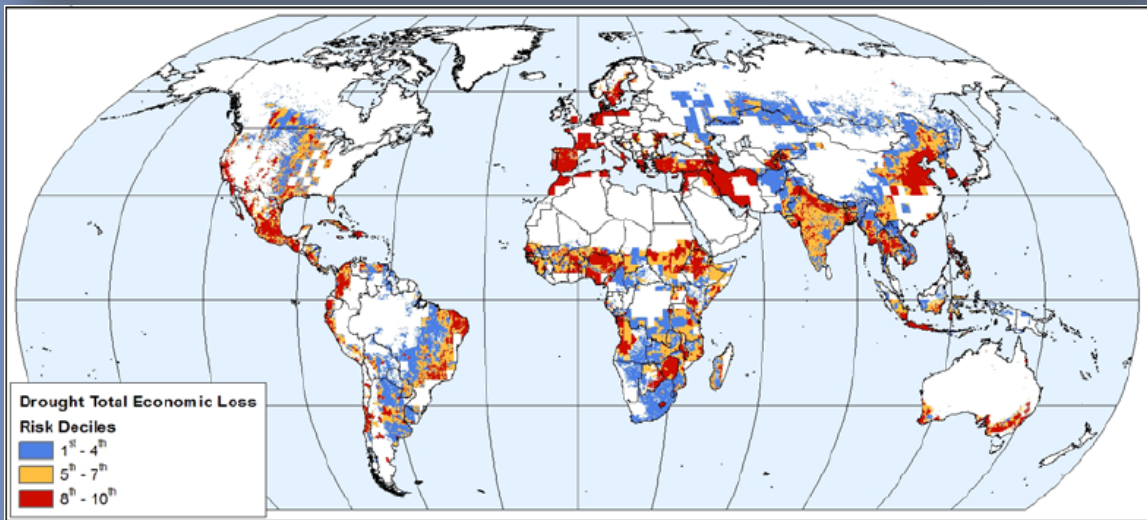 Drought Total Economic Loss
Risk Deciles
1st - 4th
5th - 7th
8th - 10th